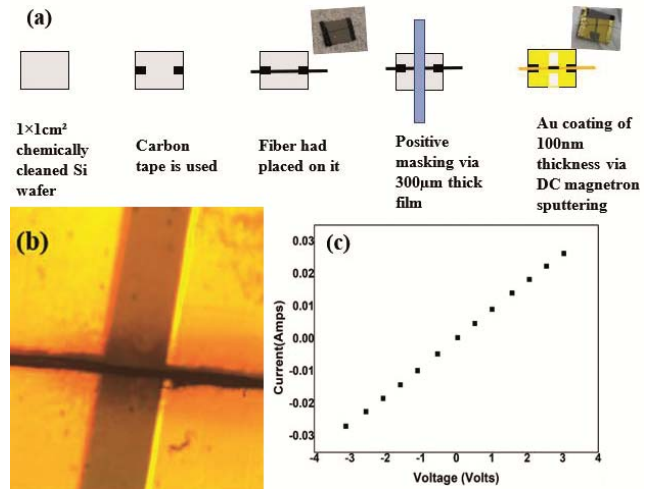 (a)
1×1cm²
chemically
cleaned Si
wafer
Carbon
tape is used
Fiber had
placed on it
Positive
masking via
300µm thick
film
Au coating of
100nm
thickness via
DC magnetron
sputtering
(b)
(c)
Current(Amps)
0.03
0.02
0.01
0.00
-0.01
-0.02
-0.03
-4 -3 -2 -1 0 1 2 3 4
Voltage (Volts)